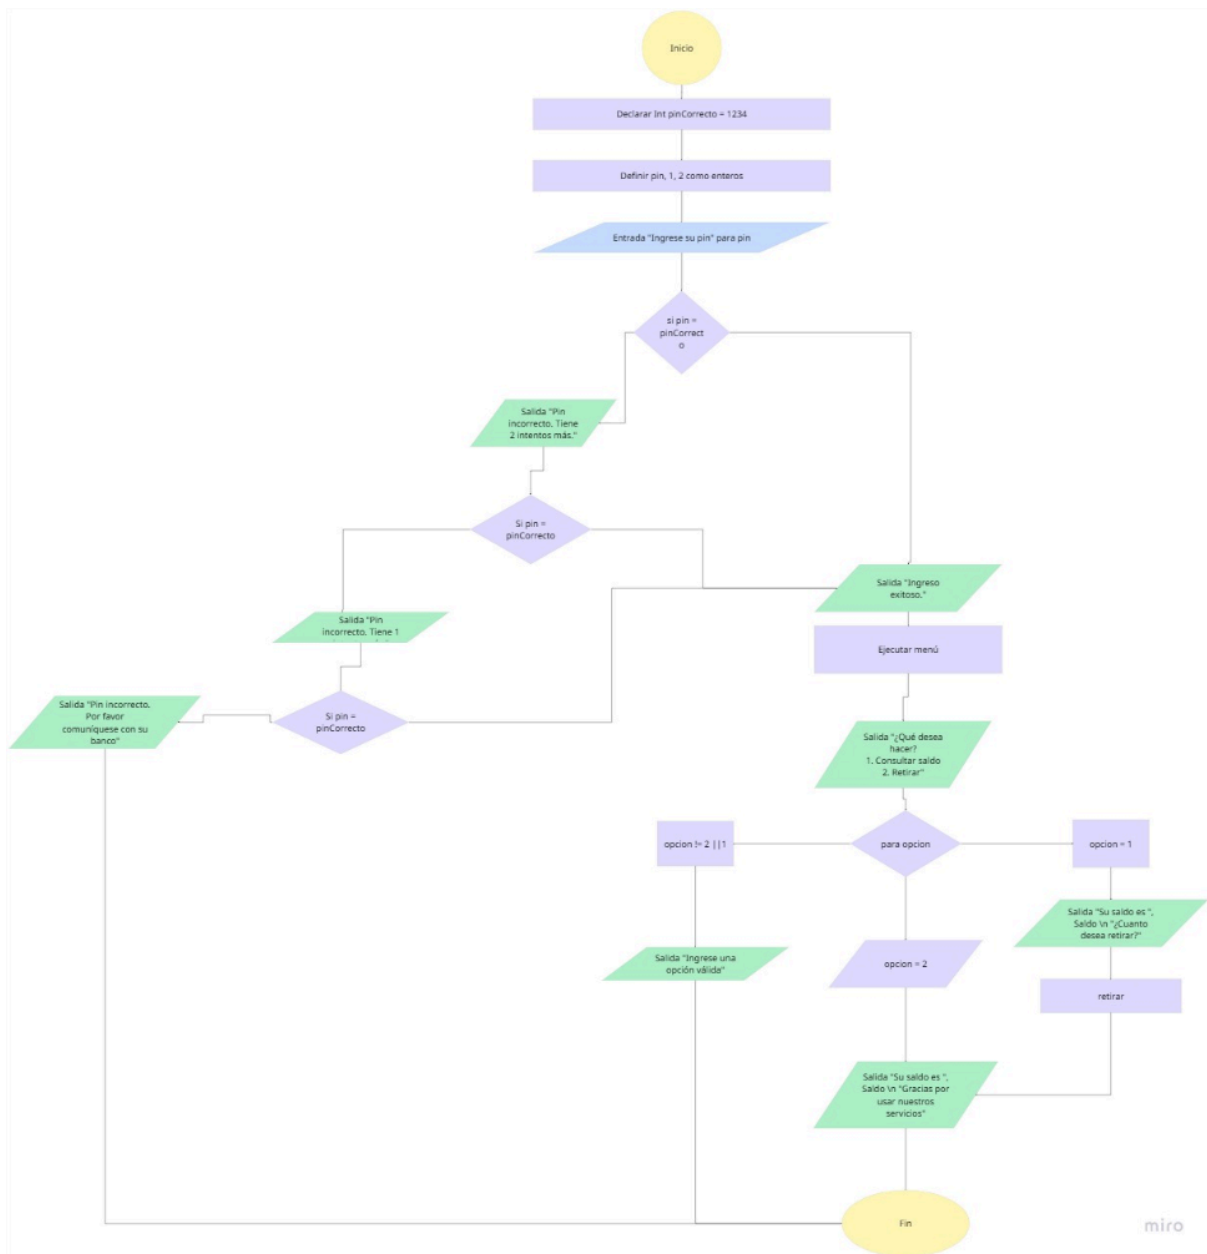 Inicio
Declarar Int pinCorrecto = 1234
Definir pin, 1, 2 como enteros
Entrada "Ingrese su pin" para pin
si pin =
pinCorrect
o
Salida "Pin
incorrecto. Tiene
2 intentos más."
Si pin =
pinCorrecto
Salida "Ingreso
exitoso."
Salida "Pin
incorrecto. Tiene 1
Ejecutar menú
Si pin =
pinCorrecto
Salida "Pin incorrecto.
Por favor
comuníquese con su
banco"
Salida "¿Qué desea
hacer?
1. Consultar saldo
2. Retirar"
opcion != 2 ||1
para opcion
opcion = 1
Salida "Su saldo es ",
Saldo \n "¿Cuanto
desea retirar?"
Salida "Ingrese una
opción válida"
opcion = 2
retirar
Salida "Su saldo es ",
Saldo \n "Gracias por
usar nuestros
servicios"
Fin
miro